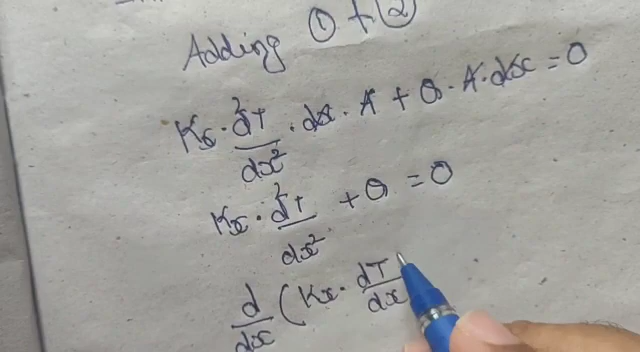 Adding ① + ②
Kx · d²T/dx² · dx · A + Q · A · dx = 0
Kx · d²T/dx² + Q = 0
d/dx (Kx · dT/dx